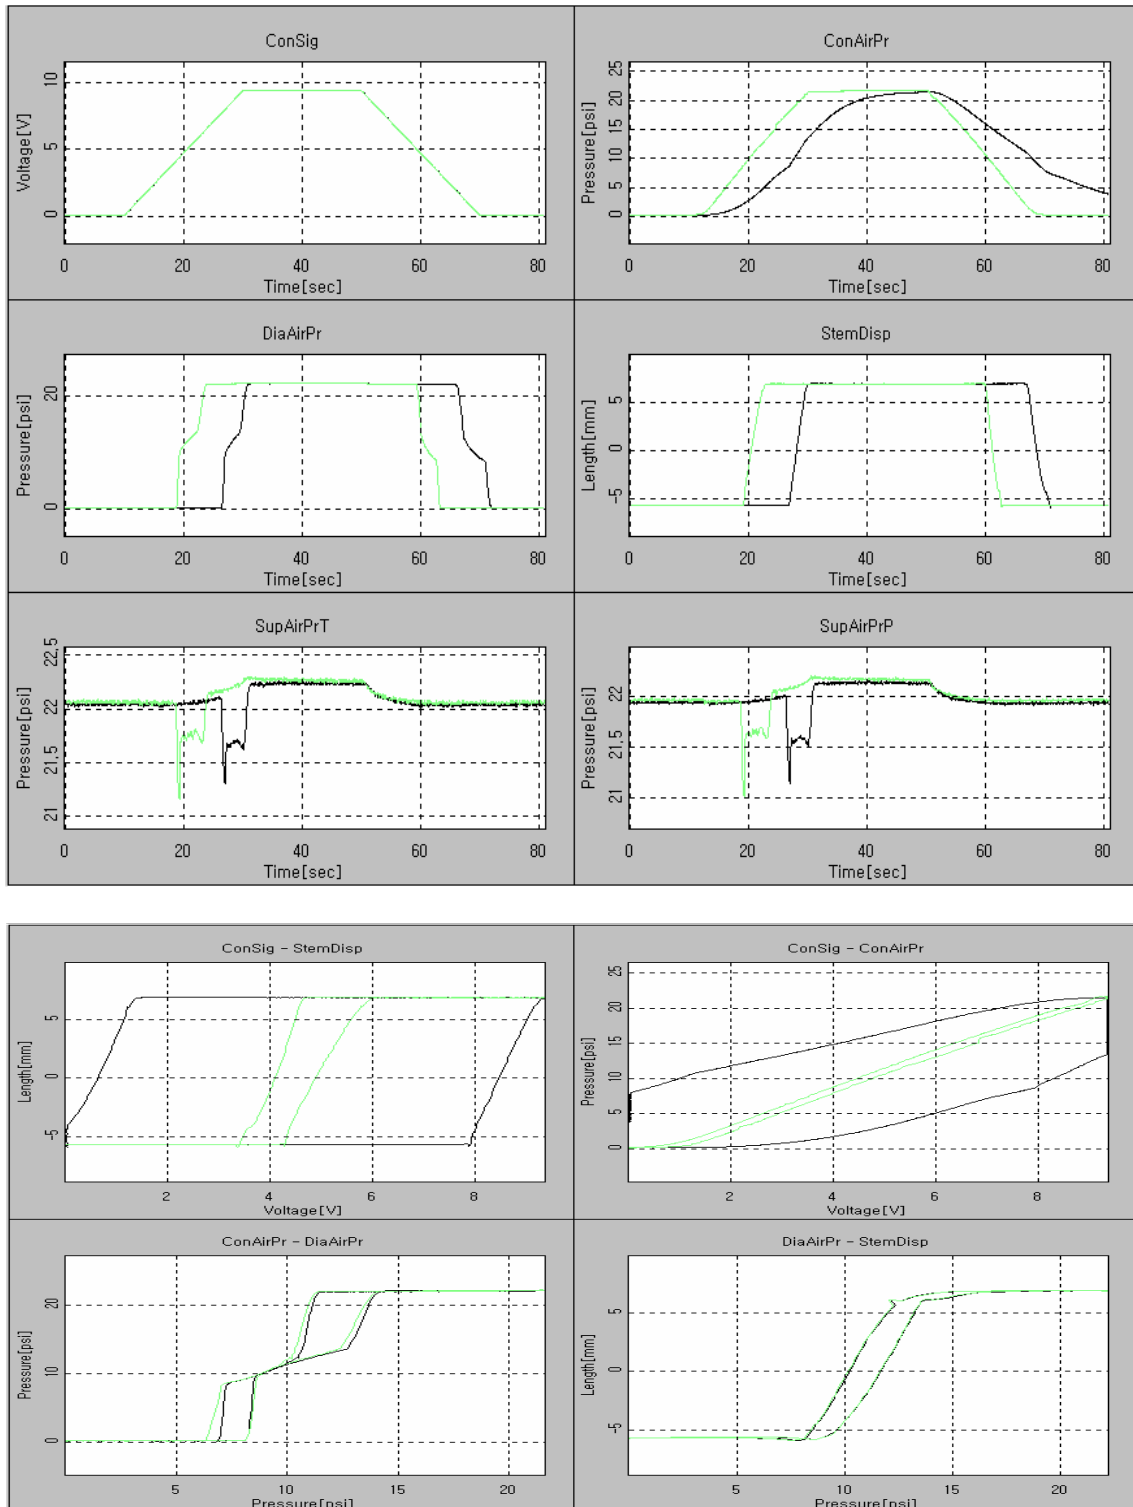 ConSig
Voltage[V]
10
5
0
0 20 40 60 80
Time[sec]
ConAirPr
Pressure[psi]
25
20
15
10
5
0
0 20 40 60 80
Time[sec]
DiaAirPr
Pressure[psi]
20
0
0 20 40 60 80
Time[sec]
StemDisp
Length[mm]
5
0
-5
0 20 40 60 80
Time[sec]
SupAirPrT
Pressure[psi]
22,5
22
21,5
21
0 20 40 60 80
Time[sec]
SupAirPrP
Pressure[psi]
22
21,5
21
0 20 40 60 80
Time[sec]
ConSig - StemDisp
Length[mm]
5
0
-5
2 4 6 8
Voltage[V]
ConSig - ConAirPr
Pressure[psi]
25
20
15
10
5
0
2 4 6 8
Voltage[V]
ConAirPr - DiaAirPr
Pressure[psi]
20
10
0
5 10 15 20
Pressure[psi]
DiaAirPr - StemDisp
Length[mm]
5
0
-5
5 10 15 20
Pressure[psi]